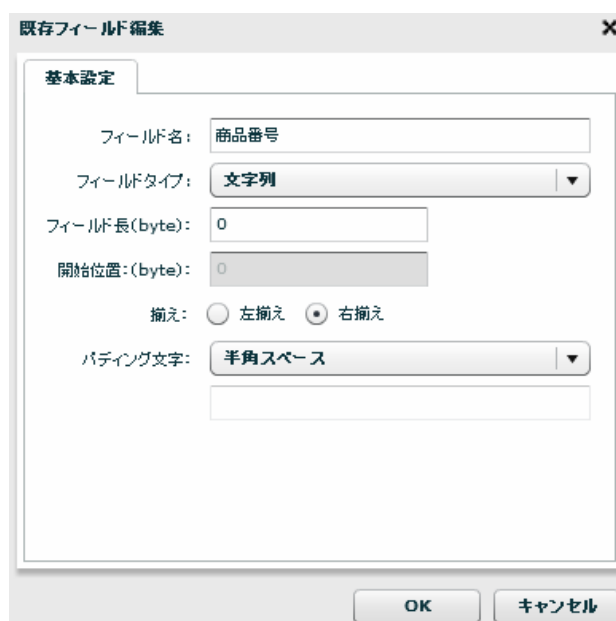 既存フィールド編集
基本設定
フィールド名: 商品番号
フィールドタイプ: 文字列
フィールド長(byte): 0
開始位置:(byte): 0
揃え: 左揃え 右揃え
パディング文字: 半角スペース
OK キャンセル